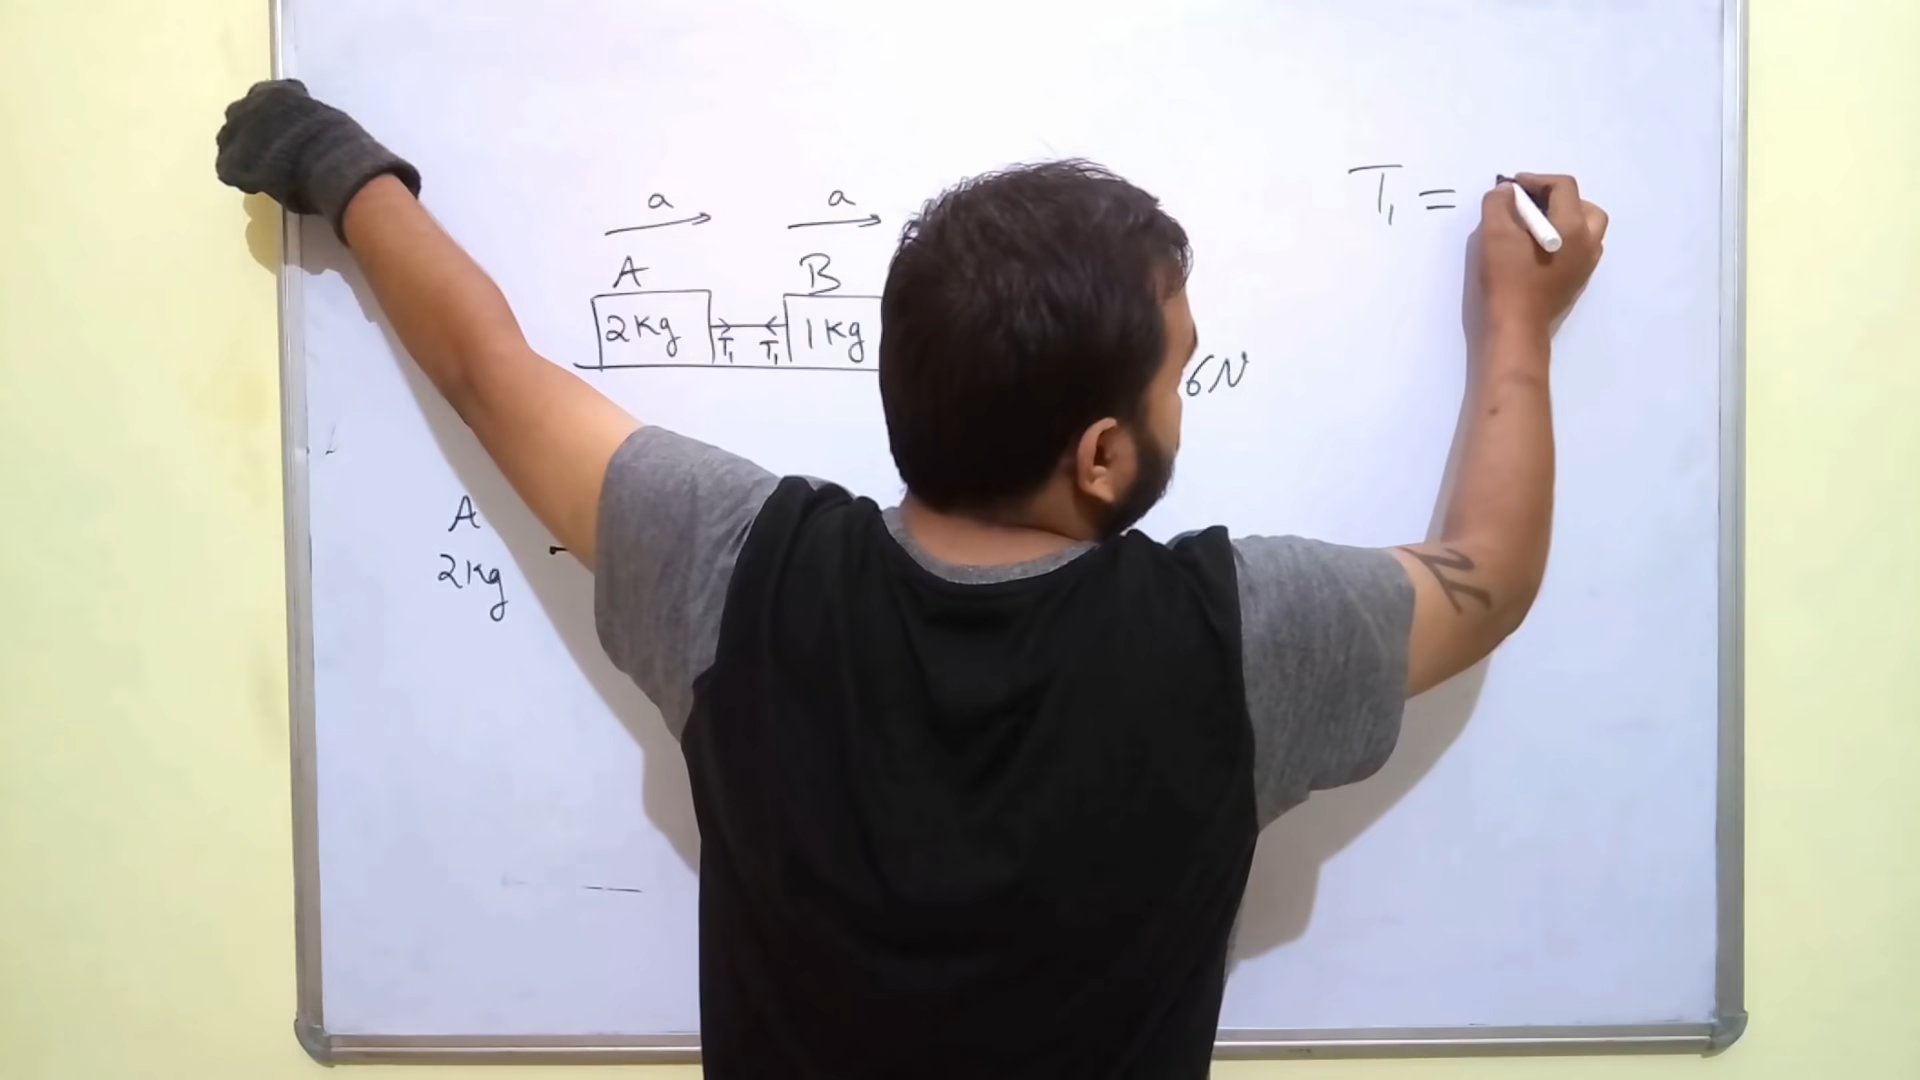 a a
A B
2Kg T₁ T₁ 1Kg
6N
T₁ =
A
2Kg